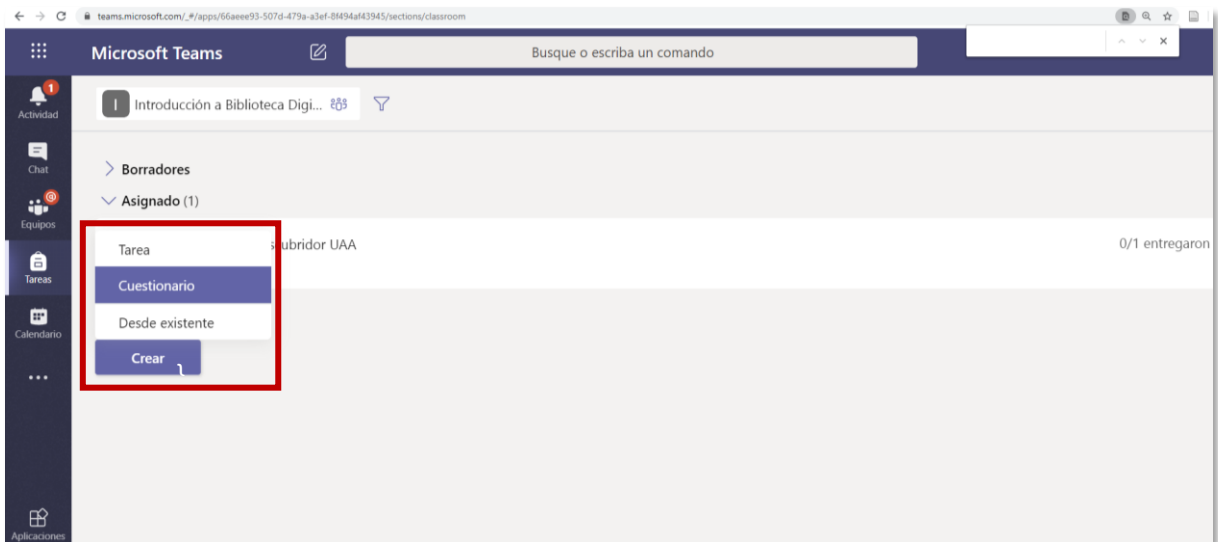 teams.microsoft.com/_#/apps/66aeee93-507d-479a-a3ef-8f494af43945/sections/classroom
Microsoft Teams
Busque o escriba un comando
Actividad
1
I Introducción a Biblioteca Digi...
Chat
Borradores
Asignado (1)
Equipos
@
Tarea
scubridor UAA
0/1 entregaron
Tareas
Cuestionario
Calendario
Desde existente
Crear
Aplicaciones